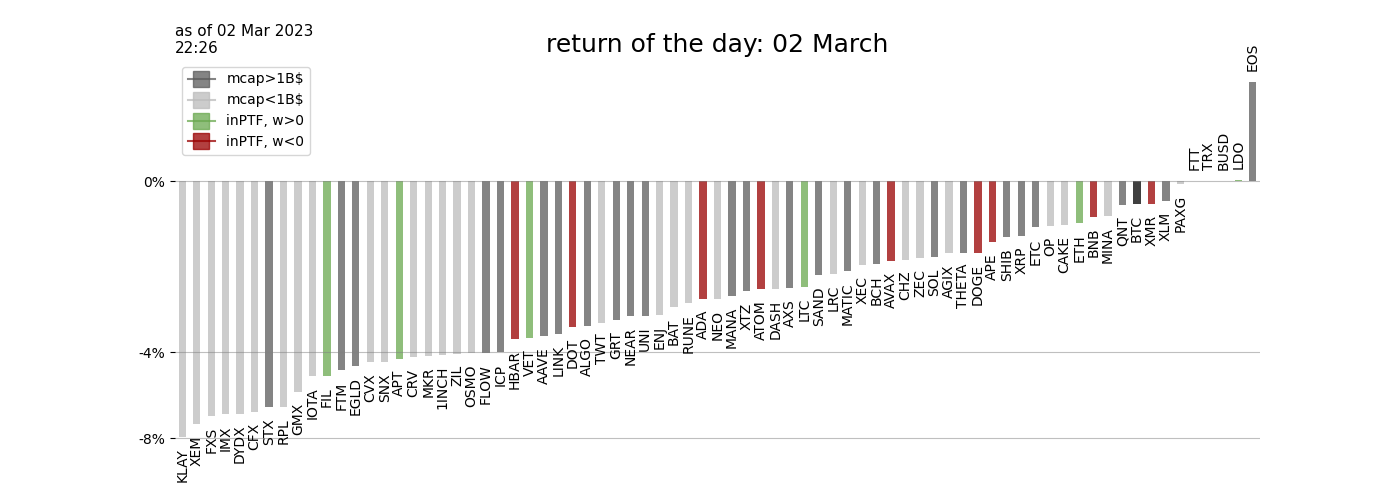 as of 02 Mar 2023
22:26
return of the day: 02 March
mcap>1B$
mcap<1B$
inPTF, w>0
inPTF, w<0
0%
-4%
-8%
KLAY
XEM
FXS
IMX
DYDX
CFX
STX
RPL
GMX
IOTA
FIL
FTM
EGLD
CVX
SNX
APT
CRV
MKR
1INCH
ZIL
OSMO
FLOW
ICP
HBAR
VET
AAVE
LINK
DOT
ALGO
TWT
GRT
NEAR
UNI
ENJ
BAT
RUNE
ADA
NEO
MANA
XTZ
ATOM
DASH
AXS
LTC
SAND
LRC
MATIC
XEC
BCH
AVAX
CHZ
ZEC
SOL
AGIX
THETA
DOGE
APE
SHIB
XRP
ETC
OP
CAKE
ETH
BNB
MINA
QNT
BTC
XMR
XLM
PAXG
FTT
TRX
BUSD
LDO
EOS